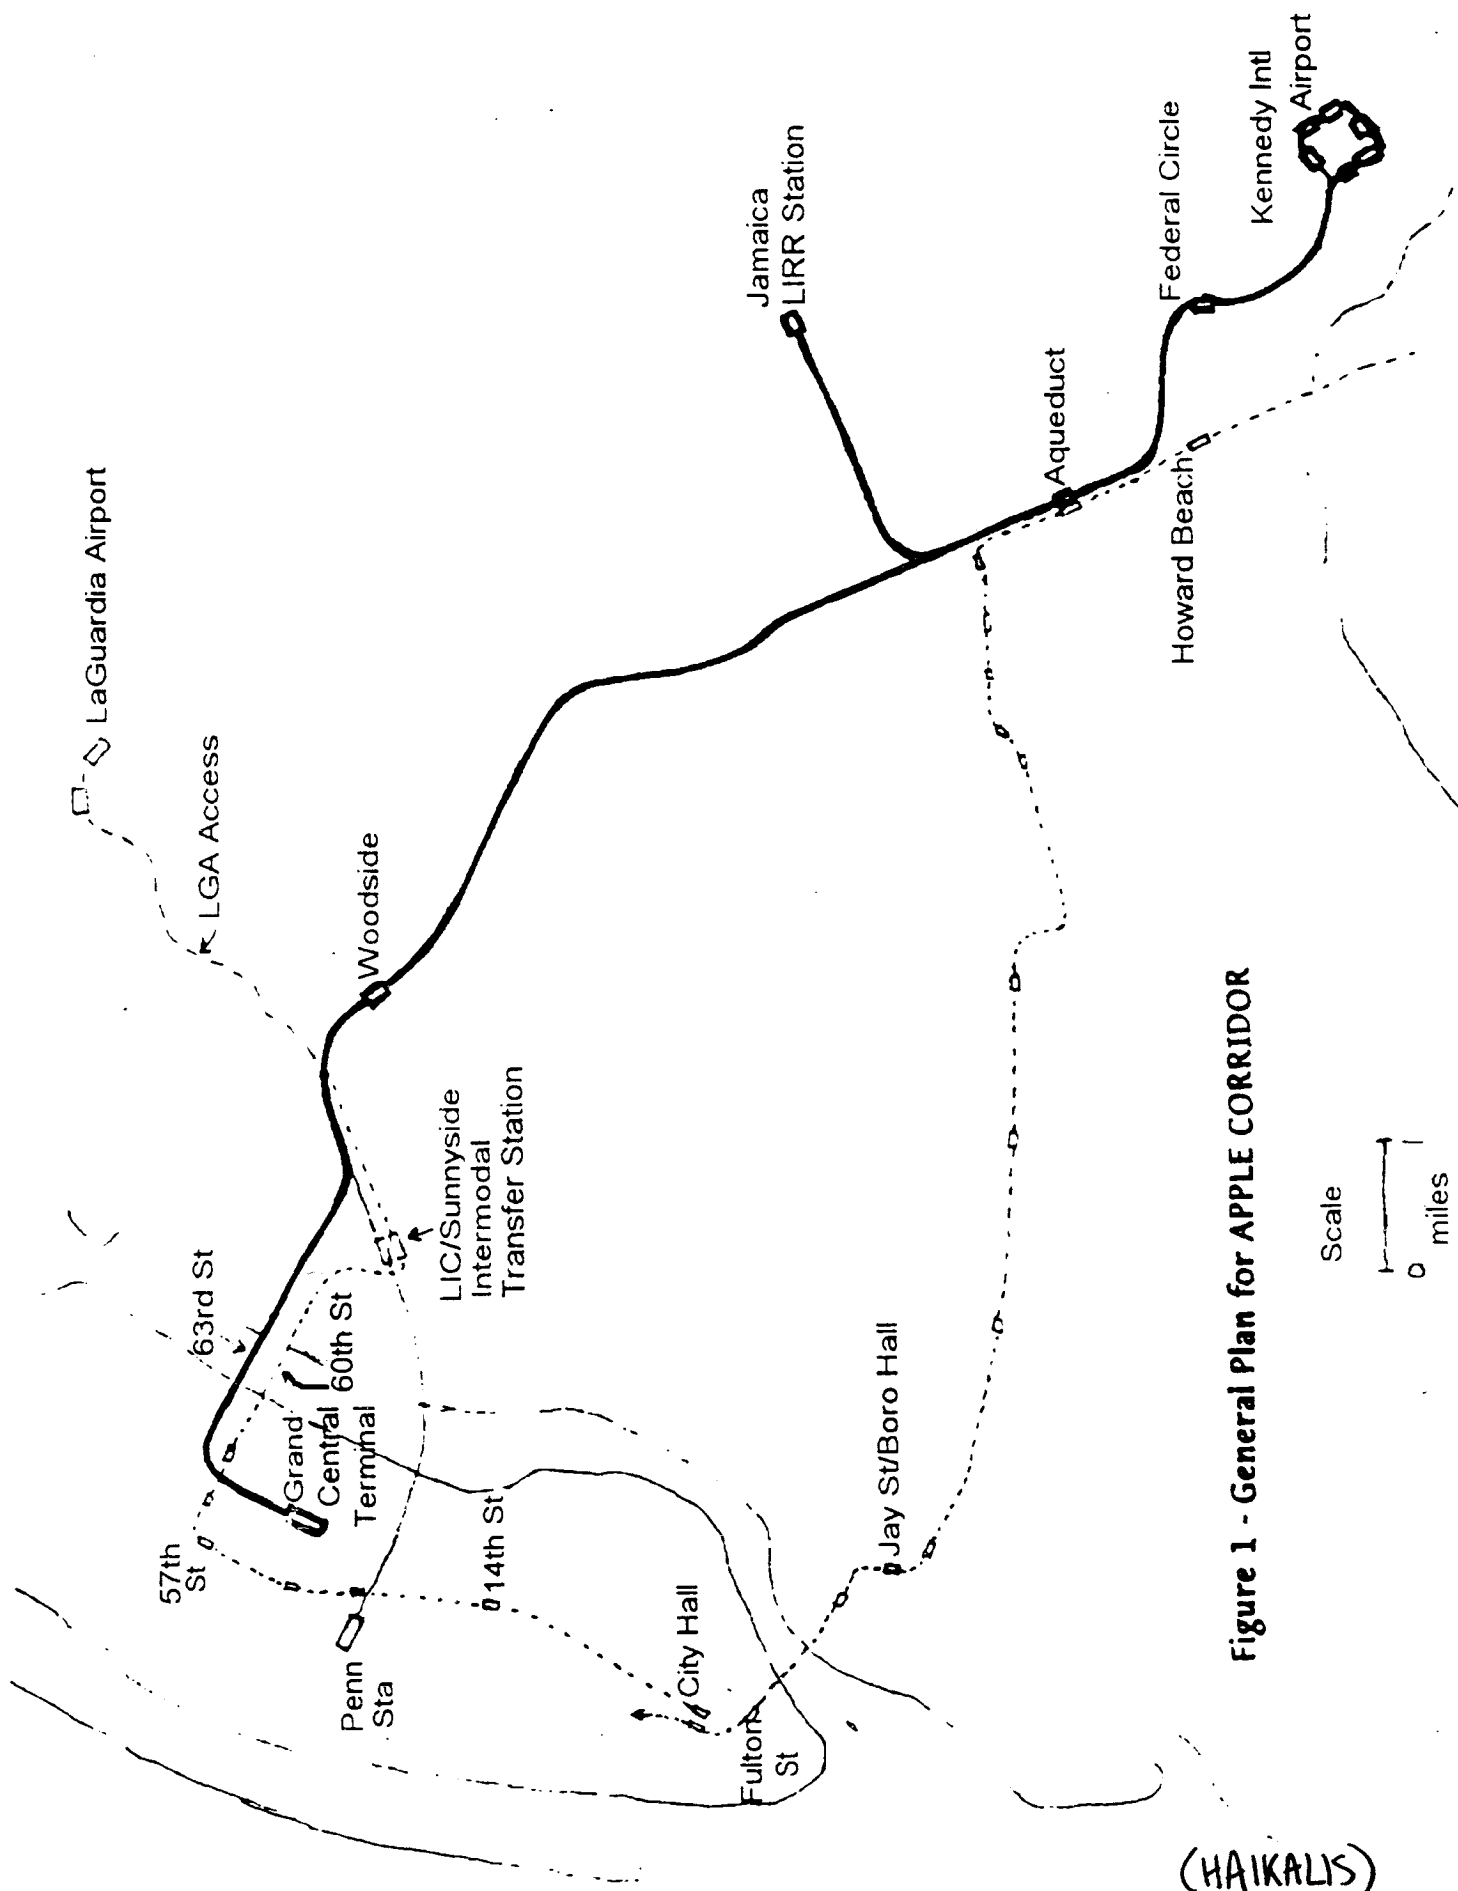 LaGuardia Airport
LGA Access
Woodside
Jamaica
LIRR Station
Kennedy Intl
Airport
Federal Circle
Aqueduct
Howard Beach
63rd St
60th St
LIC/Sunnyside
Intermodal
Transfer Station
57th
St
Grand
Central
Terminal
Penn
Sta
14th St
City Hall
Fulton
St
Jay St/Boro Hall
Figure 1 - General Plan for APPLE CORRIDOR
Scale
0 1
miles
(HAIKALIS)